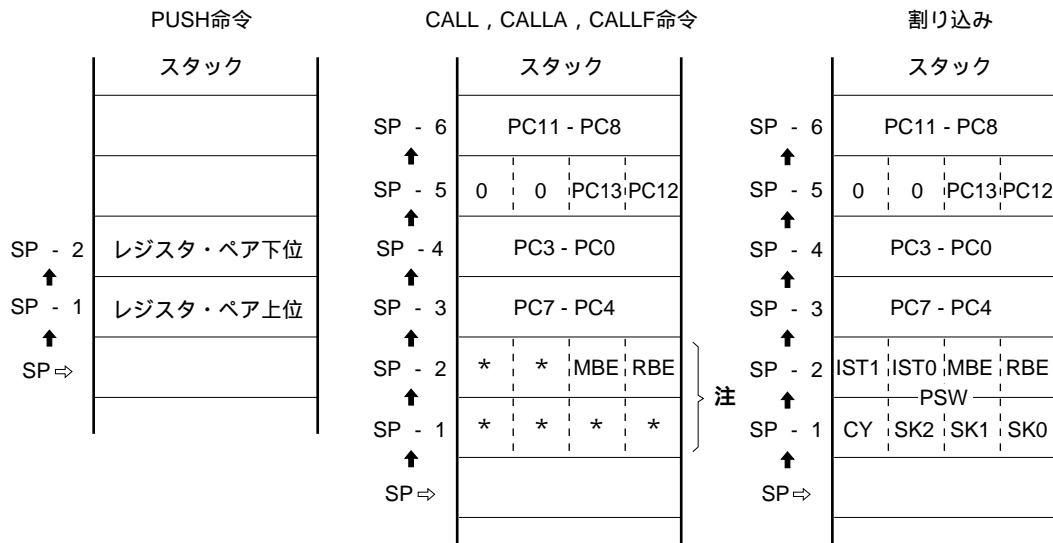 PUSH命令
スタック
SP - 2 レジスタ・ペア下位
SP - 1 レジスタ・ペア上位
SP⇨
CALL，CALLA，CALLF命令
スタック
SP - 6 PC11 - PC8
SP - 5 0 0 PC13 PC12
SP - 4 PC3 - PC0
SP - 3 PC7 - PC4
SP - 2 * * MBE RBE
SP - 1 * * * *
注
SP⇨
割り込み
スタック
SP - 6 PC11 - PC8
SP - 5 0 0 PC13 PC12
SP - 4 PC3 - PC0
SP - 3 PC7 - PC4
SP - 2 IST1 IST0 MBE RBE
PSW
SP - 1 CY SK2 SK1 SK0
SP⇨